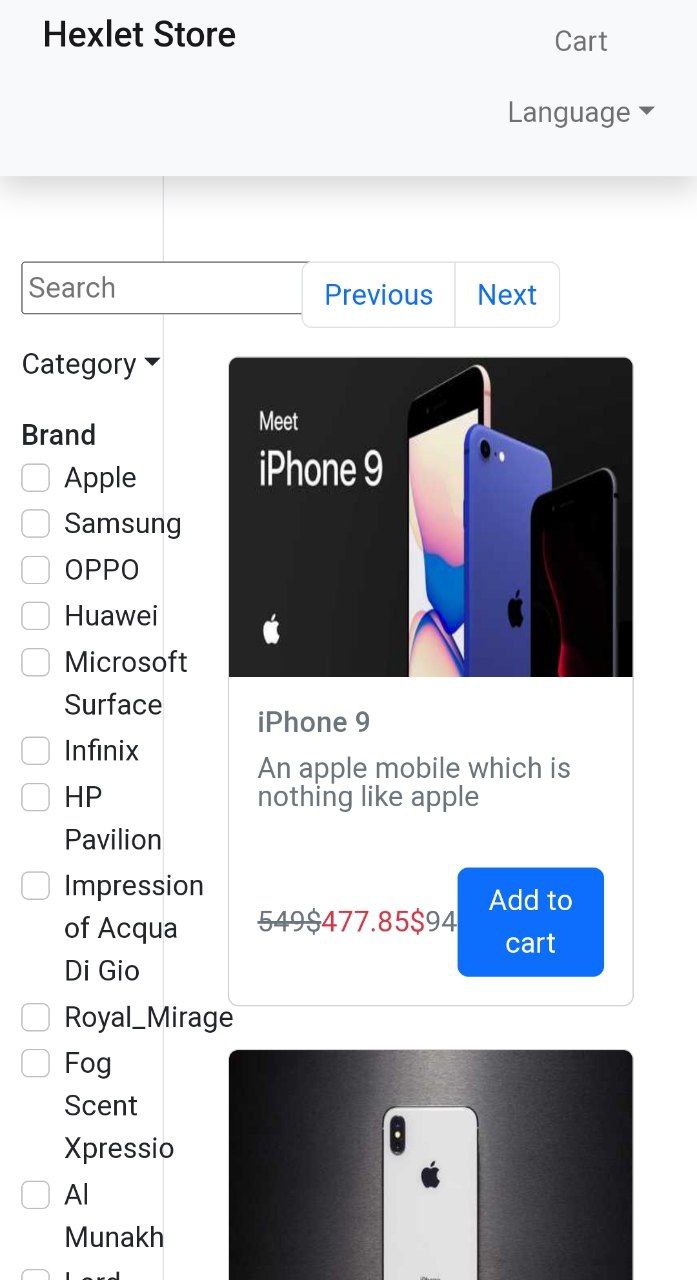 Hexlet Store
Cart
Language
Search
Previous
Next
Category
Brand
Apple
Samsung
OPPO
Huawei
Microsoft
Surface
Infinix
HP
Pavilion
Impression
of Acqua
Di Gio
Royal_Mirage
Fog
Scent
Xpressio
Al
Munakh
Lord
Meet
iPhone 9
iPhone 9
An apple mobile which is
nothing like apple
549$477.85$94
Add to
cart